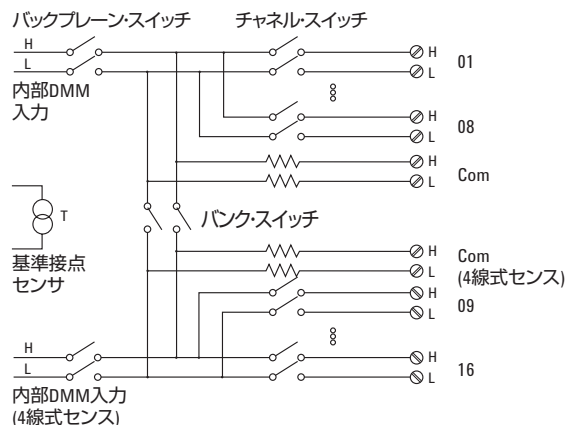 バックプレーン・スイッチ
チャネル・スイッチ
H
L
H
L
01
内部DMM
入力
H
L
08
H
L
Com
T
バンク・スイッチ
基準接点
センサ
H
L
Com
(4線式センス)
H
L
09
H
L
H
L
16
内部DMM入力
(4線式センス)